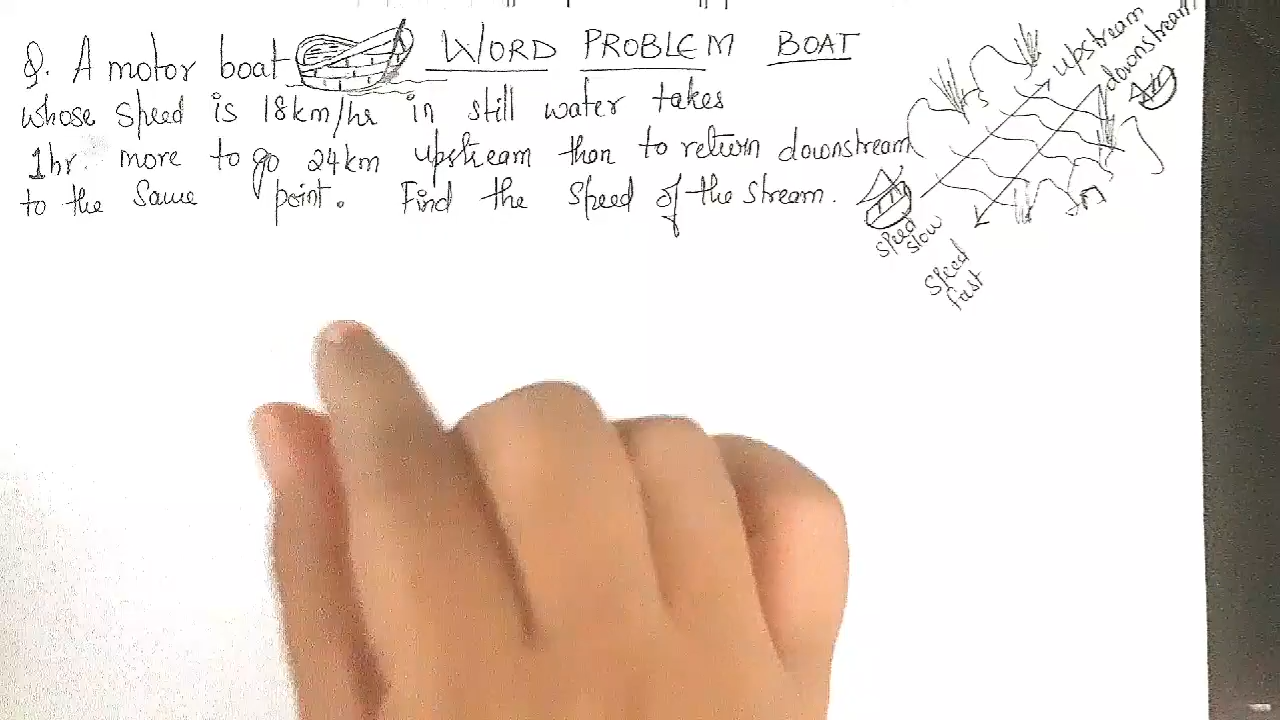 WORD PROBLEM BOAT
Q. A motor boat
whose speed is 18km/hr in still water takes
1hr more to go 24km upstream than to return downstream
to the same point. Find the speed of the stream.
upstream
downstream
speed
slow
speed
fast